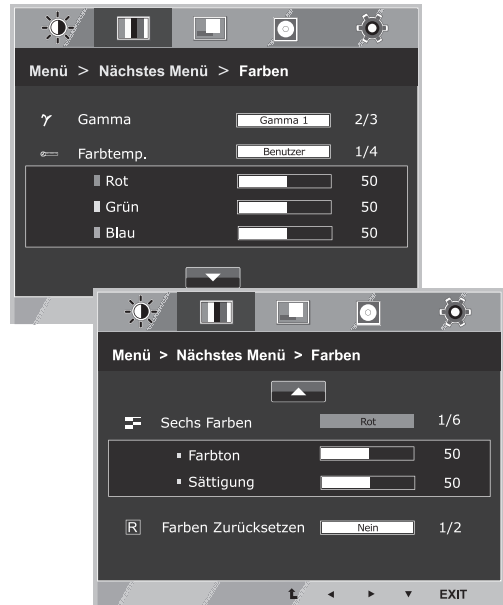 Menü > Nächstes Menü > Farben
γ Gamma Gamma 1 2/3
Farbtemp. Benutzer 1/4
Rot 50
Grün 50
Blau 50
Menü > Nächstes Menü > Farben
Sechs Farben Rot 1/6
Farbton 50
Sättigung 50
R Farben Zurücksetzen Nein 1/2
EXIT